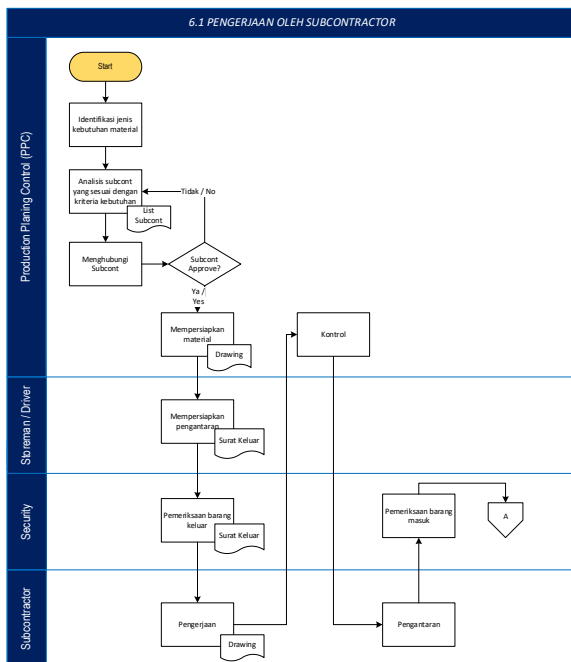 6.1 PENGERJAAN OLEH SUBCONTRACTOR
Production Planing Control (PPC)
Start
Identifikasi jenis
kebutuhan material
Analisis subcont
yang sesuai dengan
kriteria kebutuhan
List
Subcont
Tidak / No
Menghubungi
Subcont
Subcont
Approve?
Ya /
Yes
Mempersiapkan
material
Drawing
Kontrol
Storeman / Driver
Mempersiapkan
pengantaran
Surat Keluar
Security
Pemeriksaan barang
keluar
Surat Keluar
Pemeriksaan barang
masuk
A
Subcontractor
Pengerjaan
Drawing
Pengantaran